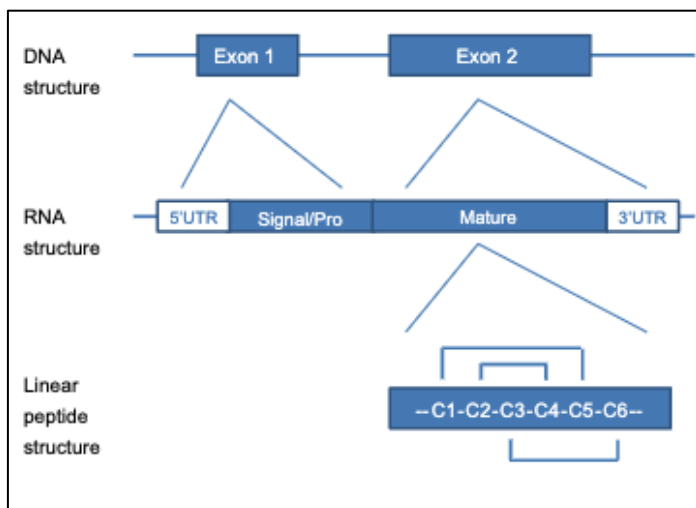 DNA
structure
Exon 1
Exon 2
RNA
structure
5'UTR
Signal/Pro
Mature
3'UTR
Linear
peptide
structure
--C1-C2-C3-C4-C5-C6--